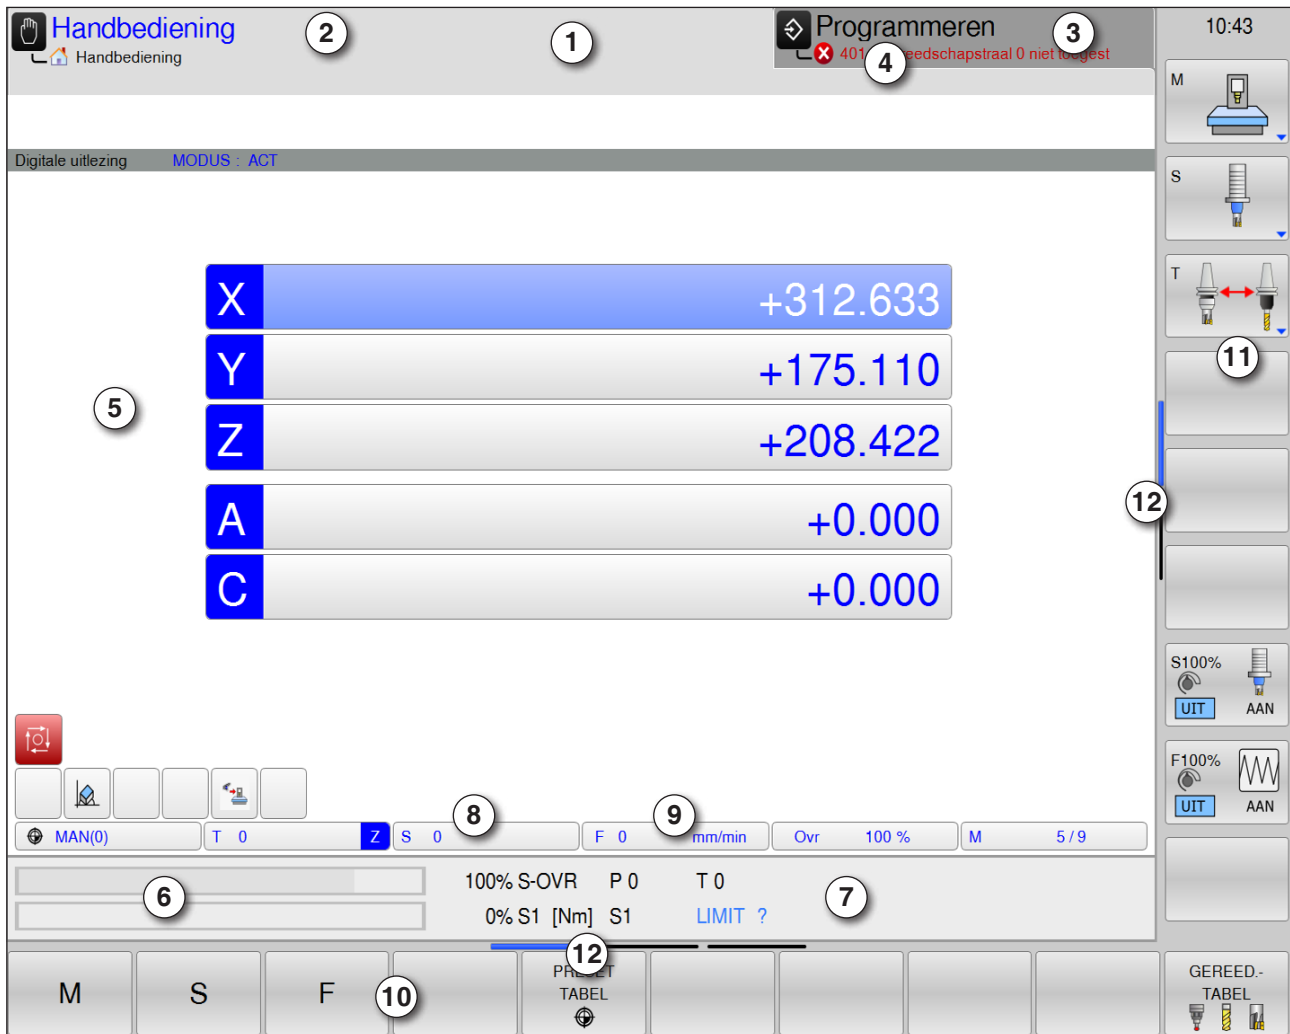 Handbediening
Handbediening
2
1
Programmeren
3
401 eedschapstraal 0 niet toegest
4
10:43
Digitale uitlezing MODUS : ACT
M
S
T
11
X +312.633
Y +175.110
Z +208.422
A +0.000
C +0.000
5
12
S100%
UIT AAN
F100%
UIT AAN
8
9
MAN(0) T 0 Z S 0 F 0 mm/min Ovr 100 % M 5 / 9
6
100% S-OVR P 0 T 0
0% S1 [Nm] S1 LIMIT ?
7
12
M S F
10
TABEL
GEREED.-
TABEL